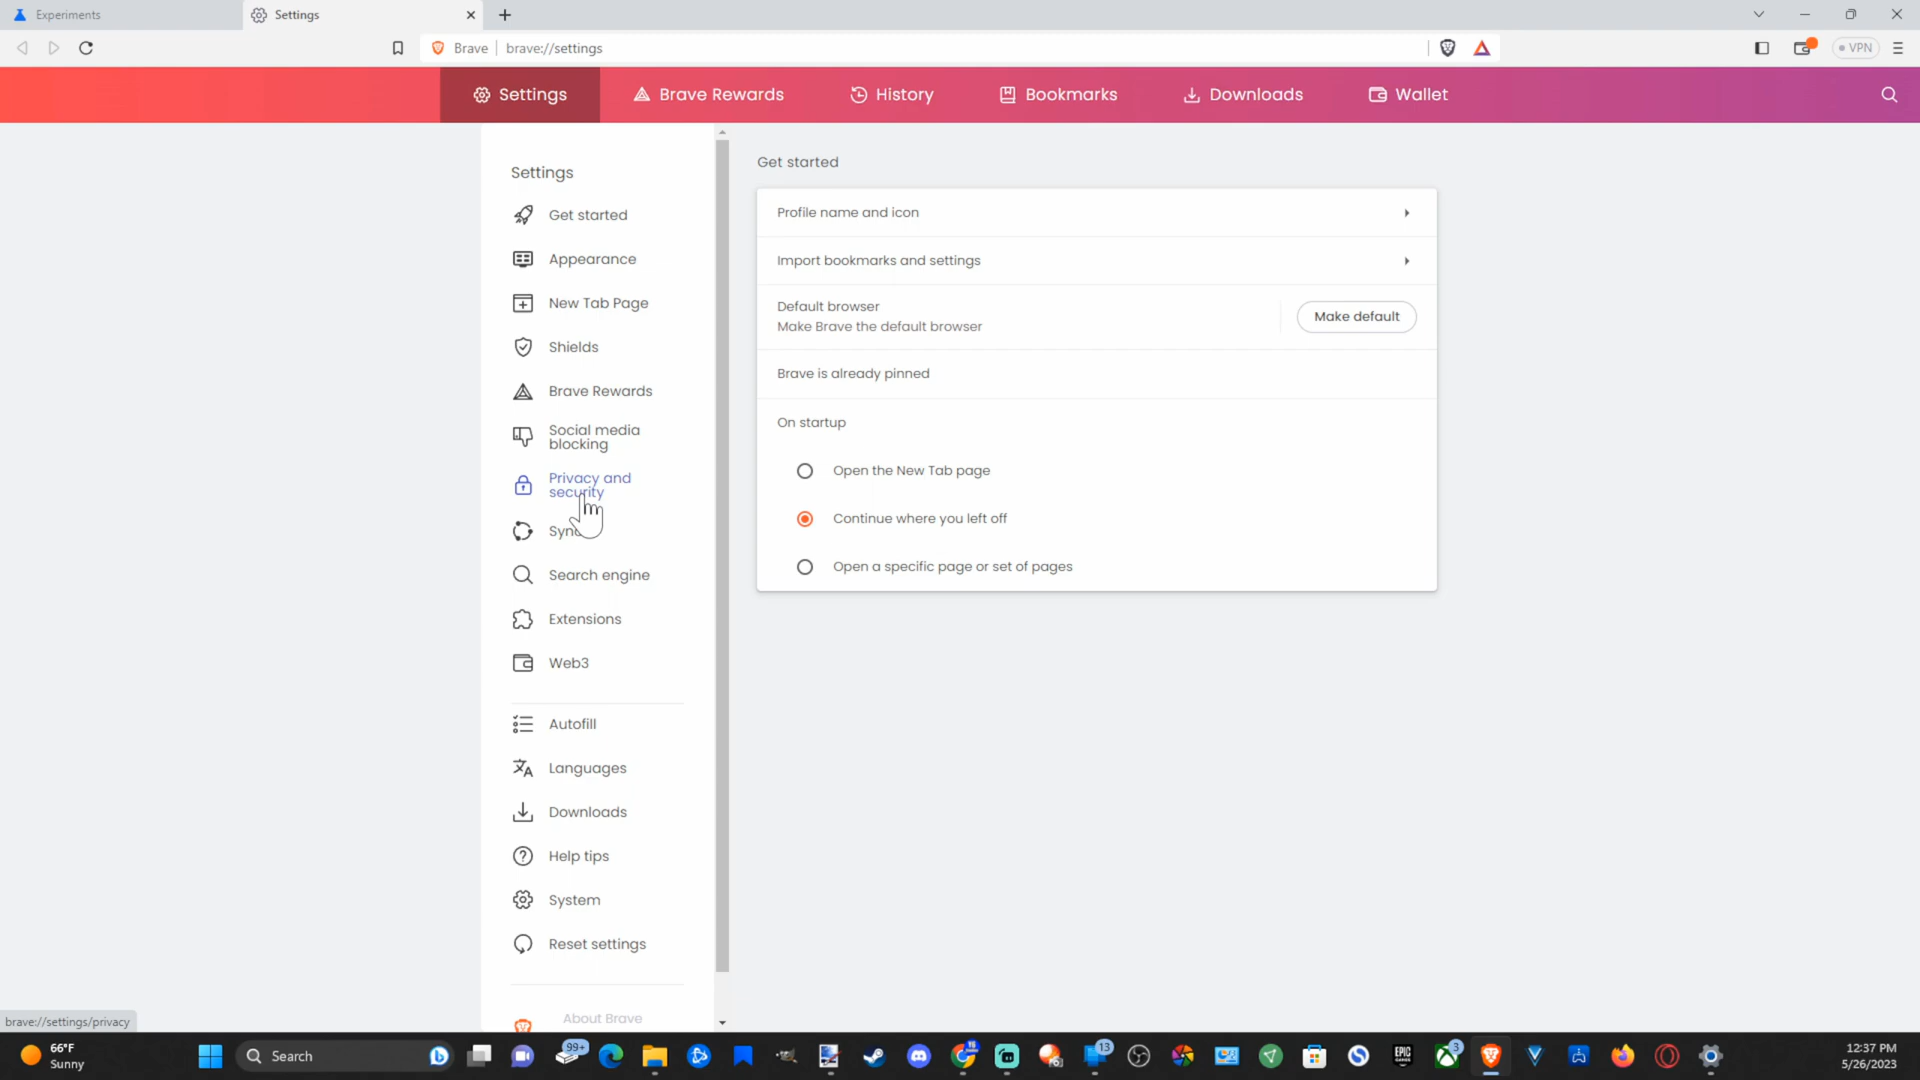 Experiments
Settings
Brave
brave://settings
VPN
Settings
Brave Rewards
History
Bookmarks
Downloads
Wallet
Settings
Get started
Appearance
New Tab Page
Shields
Brave Rewards
Social media
blocking
Privacy and
security
Sync
Search engine
Extensions
Web3
Autofill
Languages
Downloads
Help tips
System
Reset settings
About Brave
Get started
Profile name and icon
Import bookmarks and settings
Default browser
Make Brave the default browser
Make default
Brave is already pinned
On startup
Open the New Tab page
Continue where you left off
Open a specific page or set of pages
brave://settings/privacy
66°F
Sunny
Search
99+
13
EPIC
GAMES
3
12:37 PM
5/26/2023